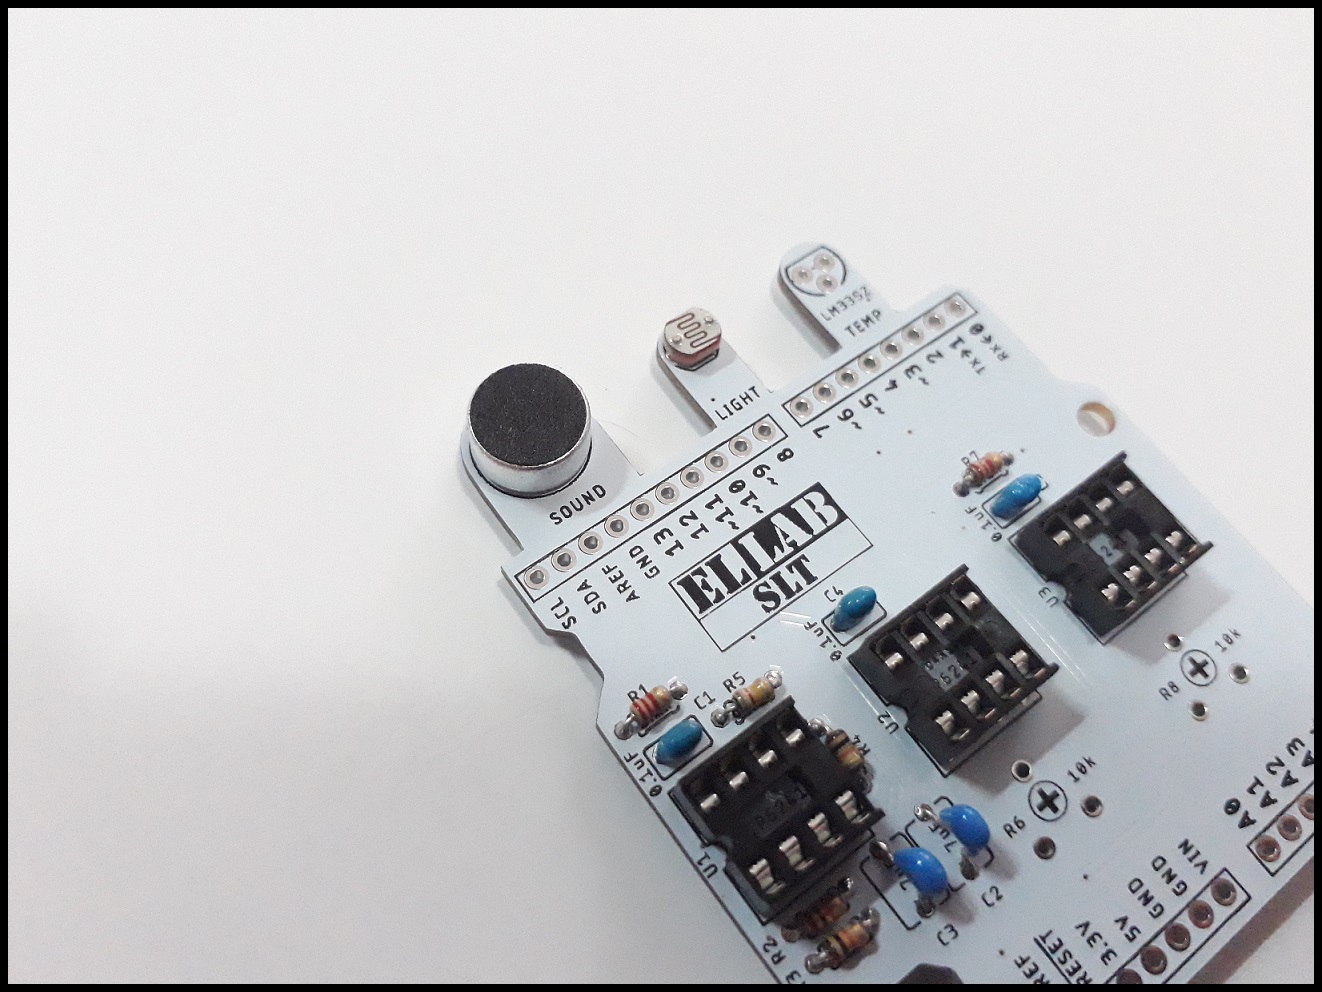 LM335Z
TEMP
LIGHT
SOUND
RX←0
TX→1
2
~3
4
~5
~6
7
8
~9
~10
~11
12
13
GND
AREF
SDA
SCL
ELILAB
SLT
R7
0.1uF
U3
C4
0.1uF
U2
R1
C1
R5
0.1uF
R4
U1
R8
10k
R6
10k
7uF
C2
C3
R2
A0
A1
A2
A3
VIN
GND
GND
5V
3.3V
RESET
REF